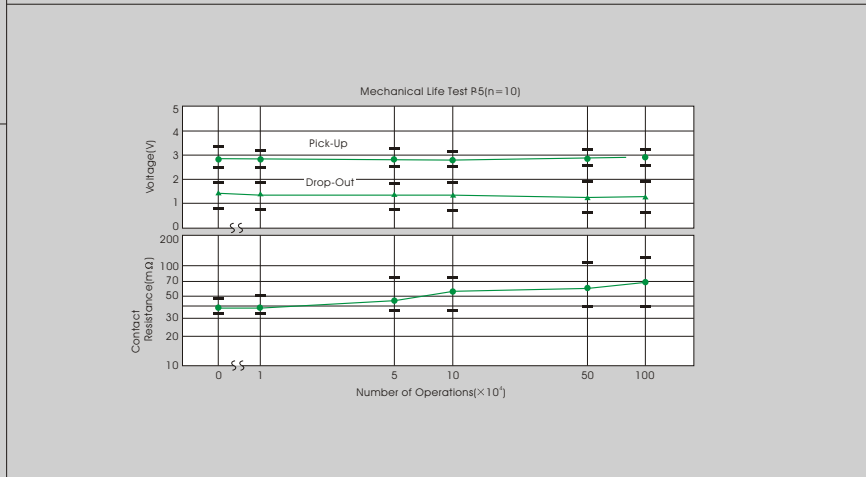 Mechanical Life Test R-5(n=10)
5
4
3
2
1
0
Voltage(V)
Pick-Up
Drop-Out
200
100
70
50
30
20
10
Contact
Resistance(mΩ)
0 1 5 10 50 100
Number of Operations(×10⁴)